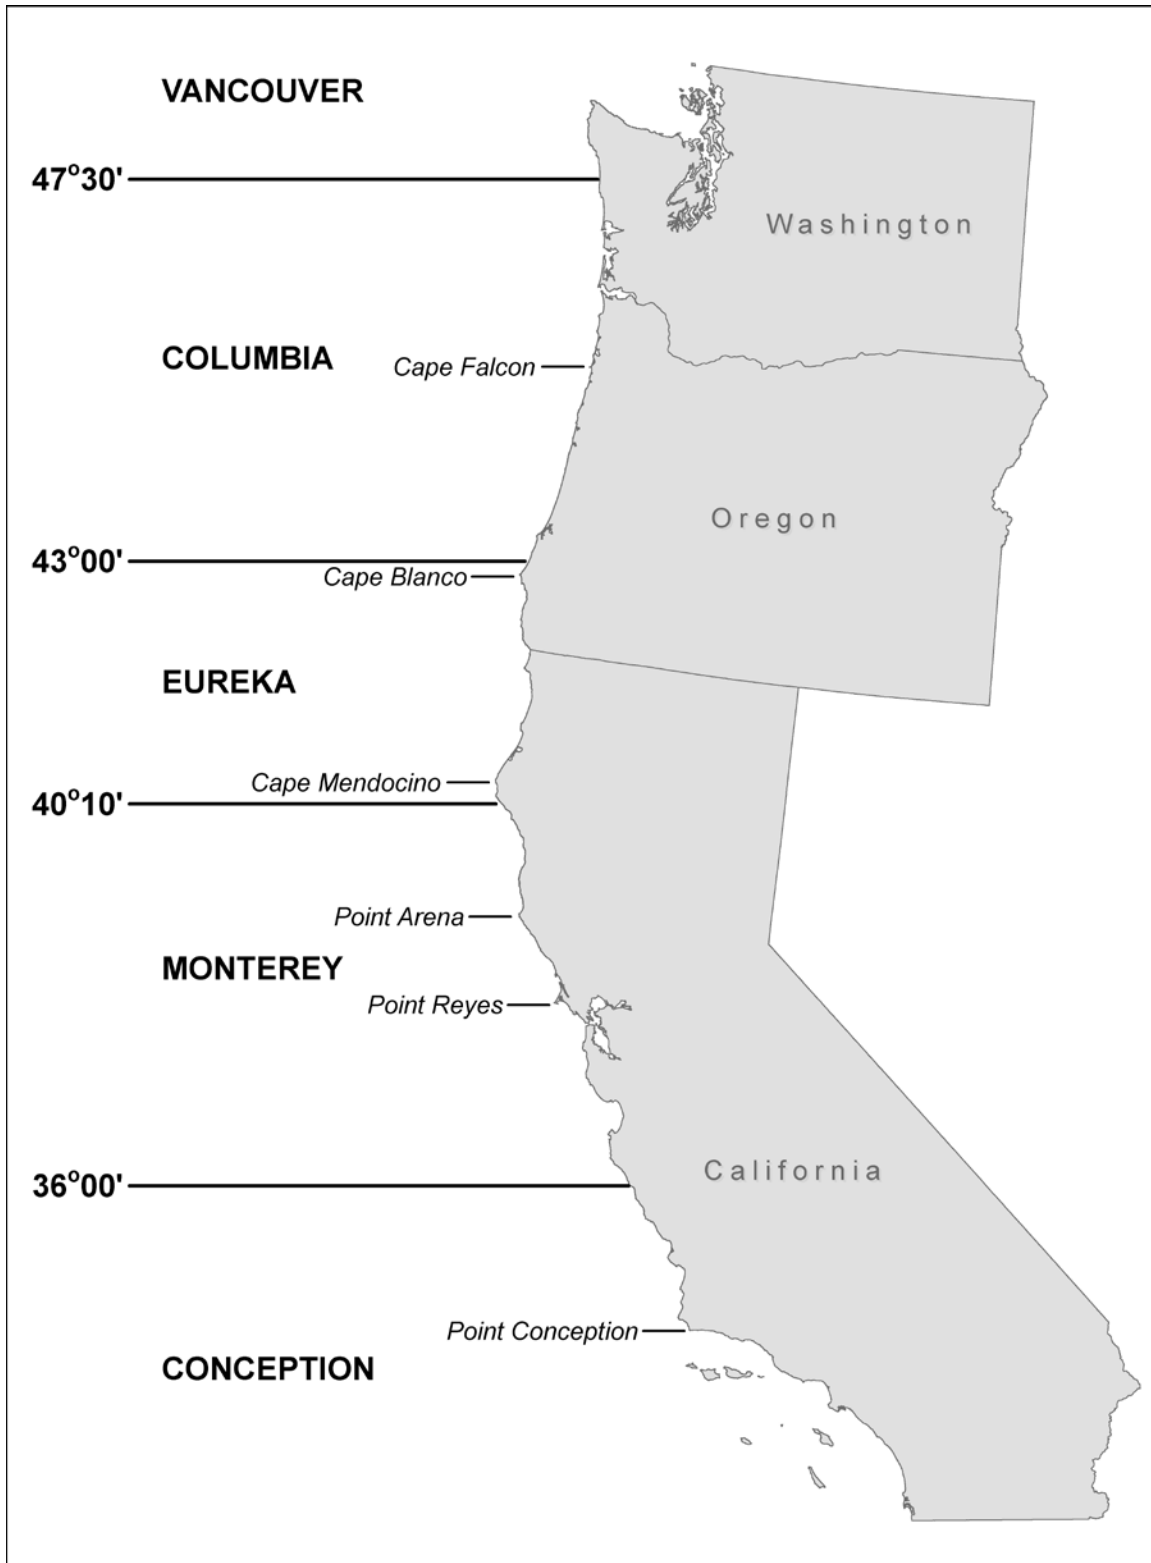 VANCOUVER
47°30'
Washington
COLUMBIA
Cape Falcon
Oregon
43°00'
Cape Blanco
EUREKA
Cape Mendocino
40°10'
Point Arena
MONTEREY
Point Reyes
California
36°00'
Point Conception
CONCEPTION